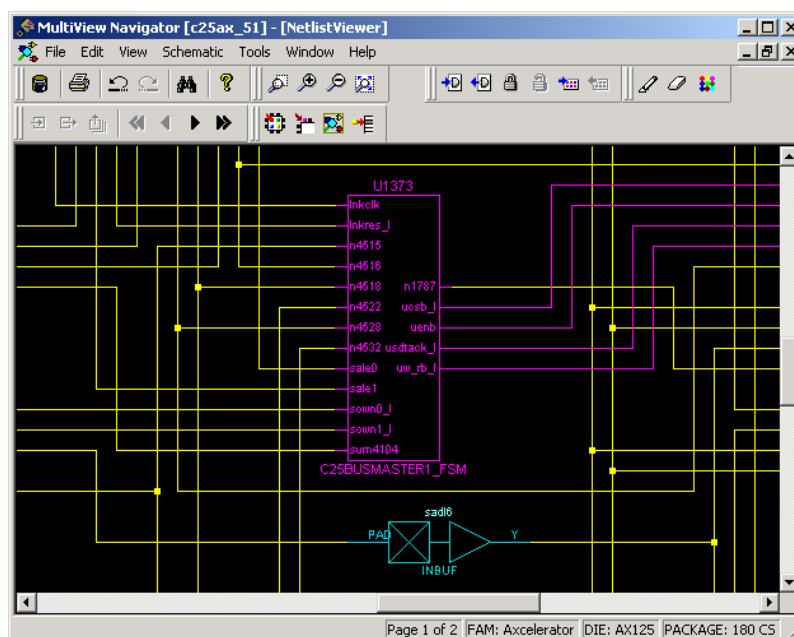 MultiView Navigator [c25ax_51] - [NetlistViewer]
File Edit View Schematic Tools Window Help
U1373
lnkclk
lnkres_l
n4515
n4516
n4518 n1787
n4522 ucsb_l
n4528 uenb
n4532 usdtack_l
sale0 uw_rb_l
sale1
sown0_l
sown1_l
sum4104
C25BUSMASTER1_FSM
sadl6
PAD Y
INBUF
Page 1 of 2 FAM: Axcelerator DIE: AX125 PACKAGE: 180 CS